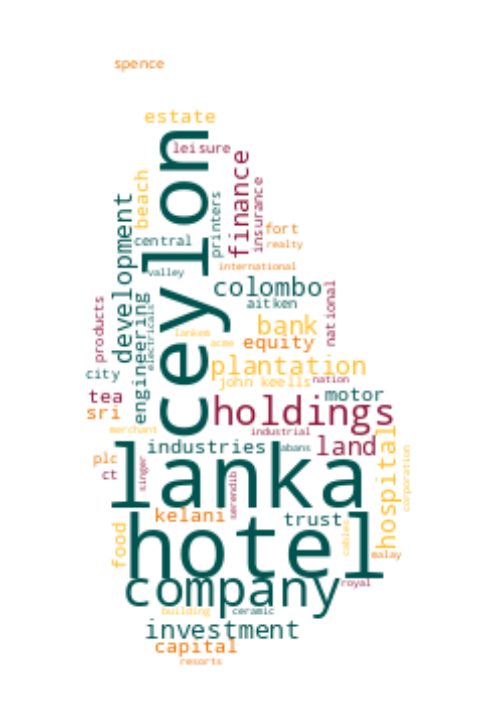 spence
estate
leisure
ceylon
beach
finance
insurance
printers
development
central
fort
realty
valley
international
colombo
aitken
national
products
engineering
electricals
lankem
acme
bank
equity
plantation
city
john keells
nation
tea
sri
motor
holdings
merchant
industrial
industries
abans
land
hospital
corporation
plc
ct
singer
lanka
serendib
kelani
trust
food
hotel
cables
malay
company
royal
building
ceramic
investment
capital
resorts